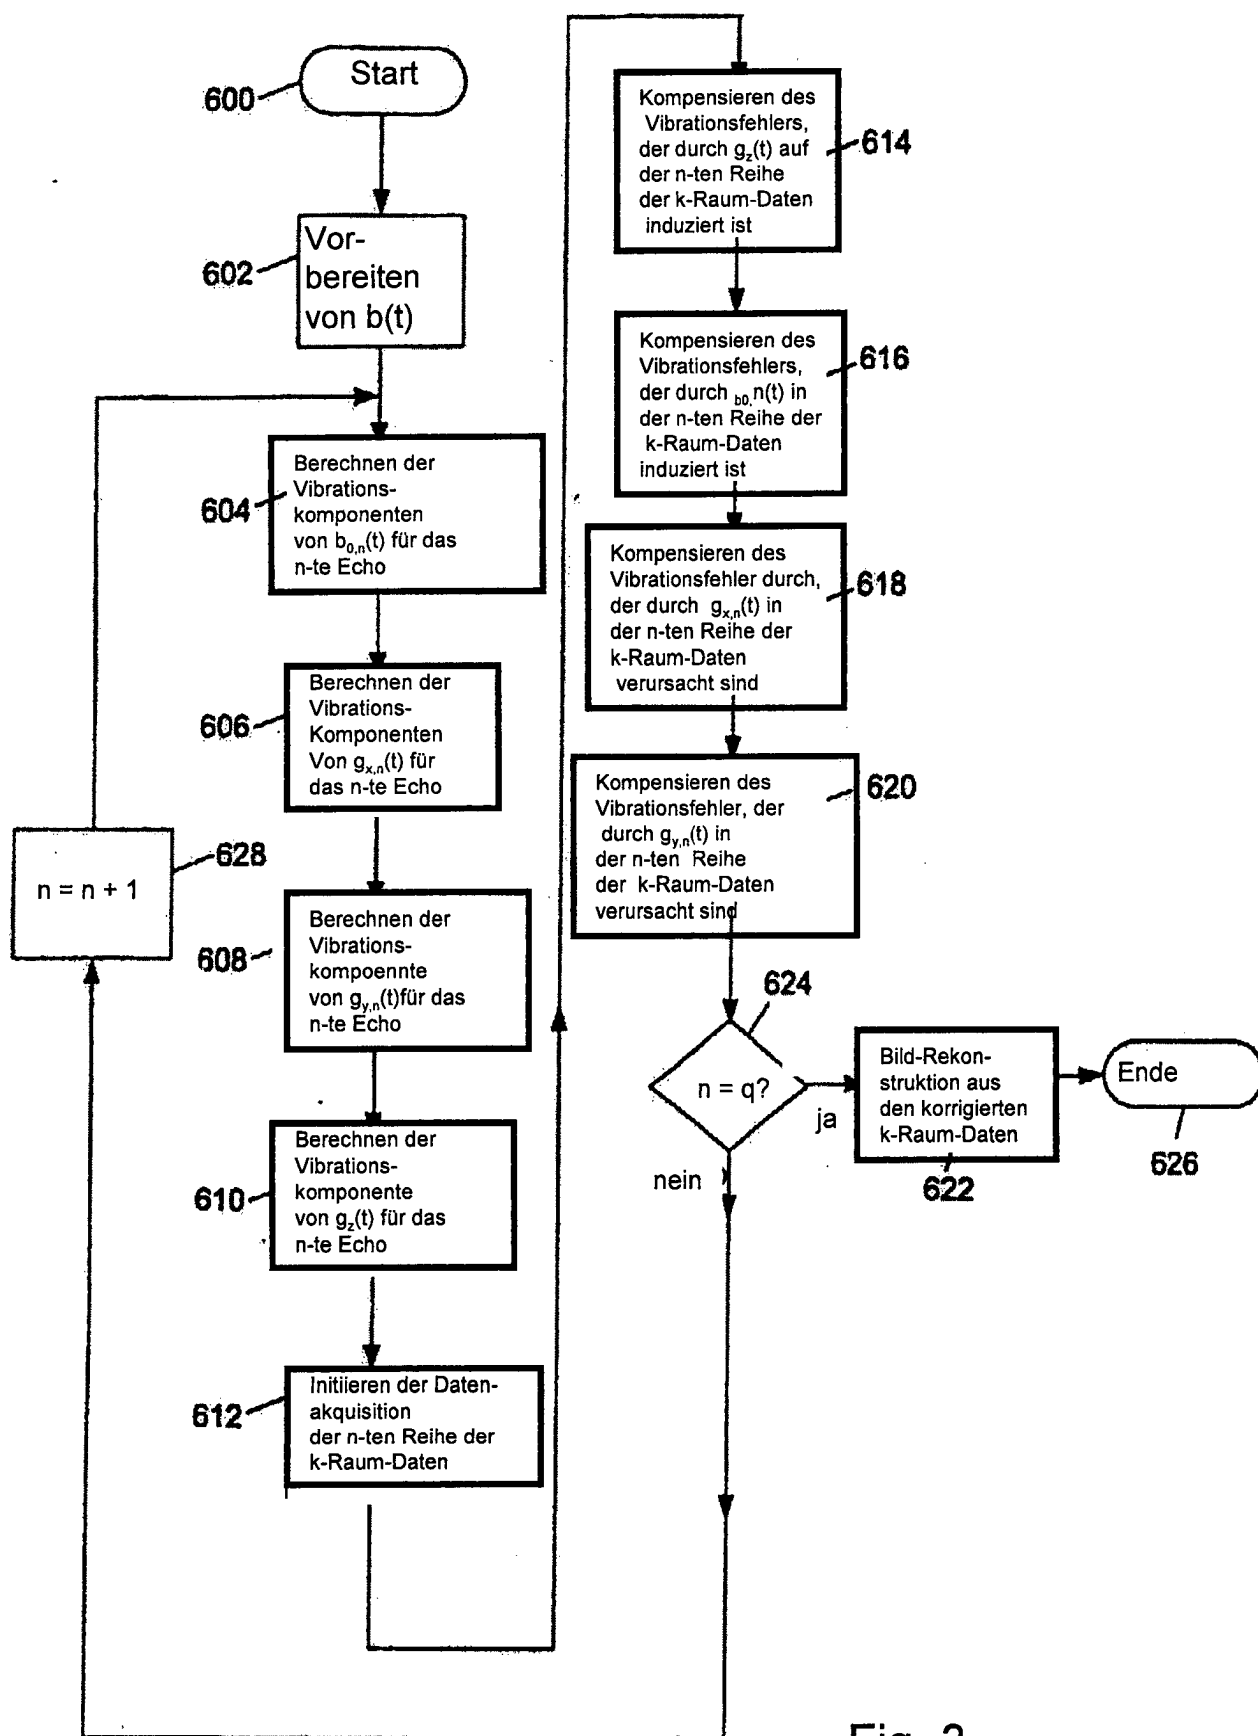 Start
600
Vor-
bereiten
von b(t)
602
Berechnen der
Vibrations-
komponenten
von b0,n(t) für das
n-te Echo
604
Berechnen der
Vibrations-
Komponenten
Von gx,n(t) für
das n-te Echo
606
Berechnen der
Vibrations-
kompoennte
von gy,n(t)für das
n-te Echo
608
Berechnen der
Vibrations-
komponente
von gz(t) für das
n-te Echo
610
Initiieren der Daten-
akquisition
der n-ten Reihe der
k-Raum-Daten
612
Kompensieren des
Vibrationsfehlers,
der durch gz(t) auf
der n-ten Reihe
der k-Raum-Daten
induziert ist
614
Kompensieren des
Vibrationsfehlers,
der durch b0,n(t) in
der n-ten Reihe der
k-Raum-Daten
induziert ist
616
Kompensieren des
Vibrationsfehler durch,
der durch gx,n(t) in
der n-ten Reihe der
k-Raum-Daten
verursacht sind
618
Kompensieren des
Vibrationsfehler, der
durch gy,n(t) in
der n-ten Reihe
der k-Raum-Daten
verursacht sind
620
624
n = q?
ja
nein
Bild-Rekon-
struktion aus
den korrigierten
k-Raum-Daten
622
Ende
626
n = n + 1
628